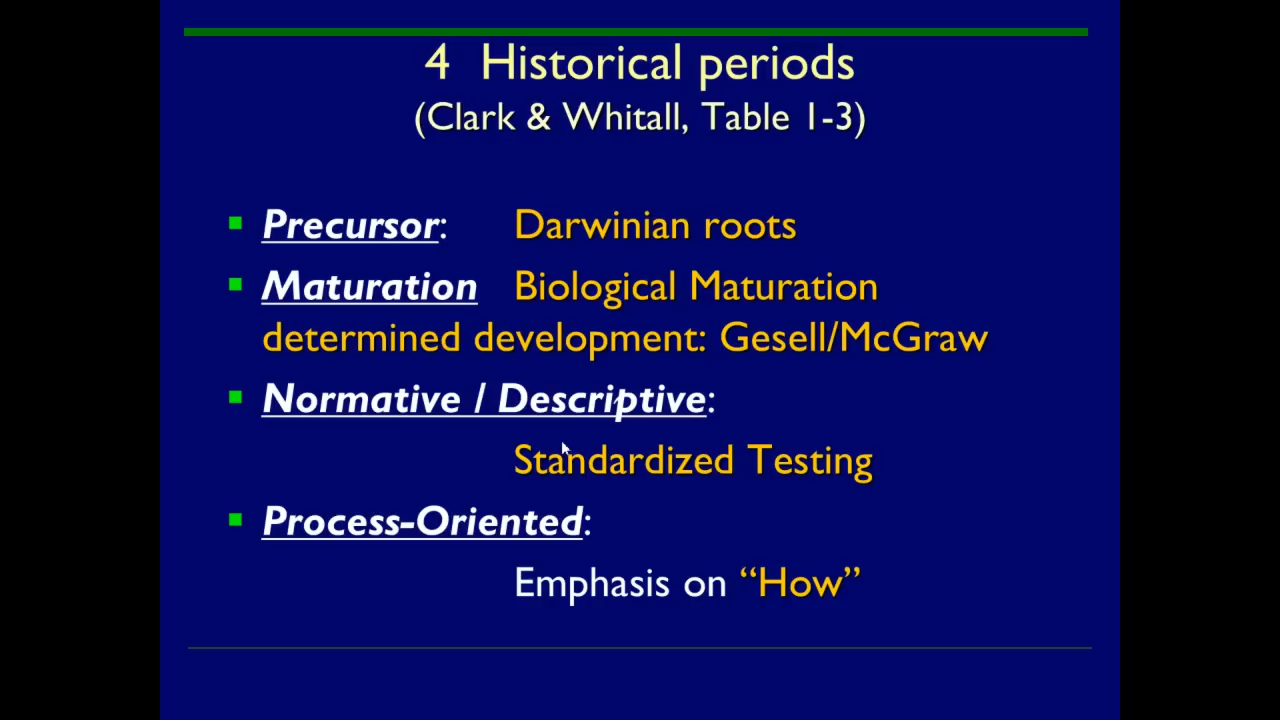 4 Historical periods
(Clark & Whitall, Table 1-3)
Precursor: Darwinian roots
Maturation Biological Maturation
determined development: Gesell/McGraw
Normative / Descriptive:
Standardized Testing
Process-Oriented:
Emphasis on “How”